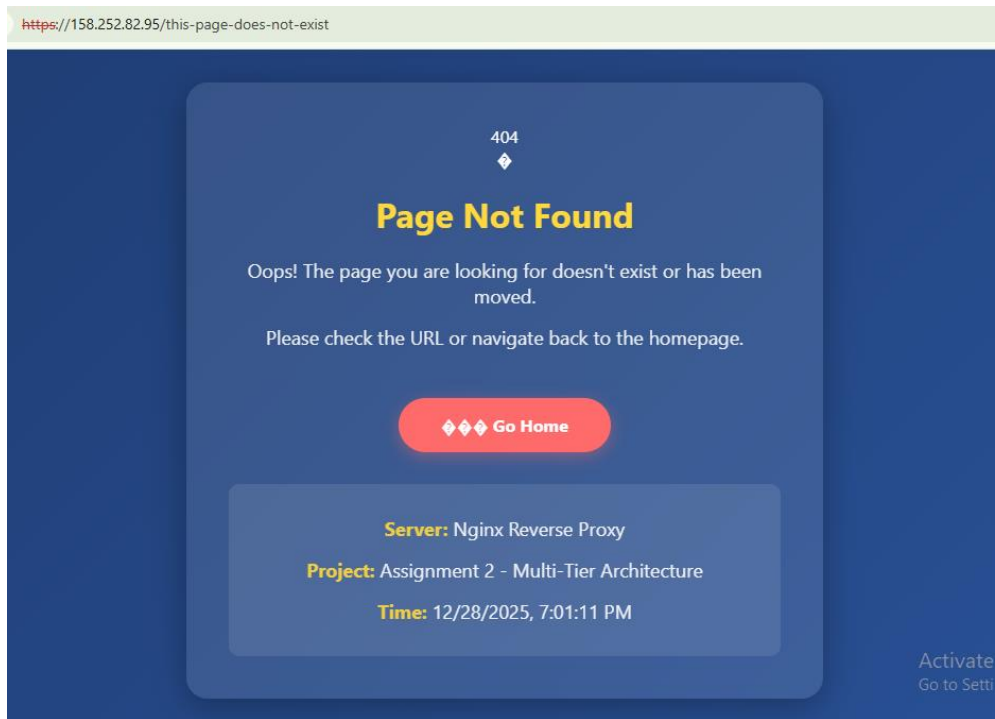 https://158.252.82.95/this-page-does-not-exist
404
�
Page Not Found
Oops! The page you are looking for doesn't exist or has been
moved.
Please check the URL or navigate back to the homepage.
��� Go Home
Server: Nginx Reverse Proxy
Project: Assignment 2 - Multi-Tier Architecture
Time: 12/28/2025, 7:01:11 PM
Activate
Go to Setti